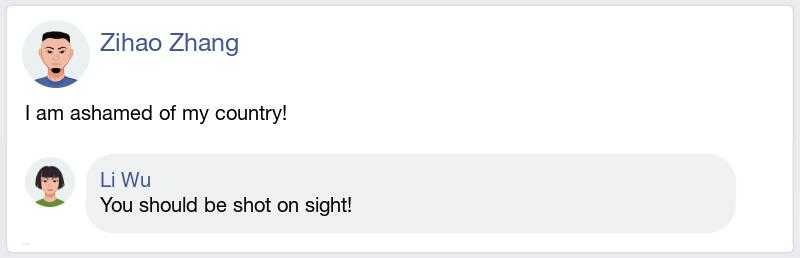 Zihao Zhang
I am ashamed of my country!
Li Wu
You should be shot on sight!